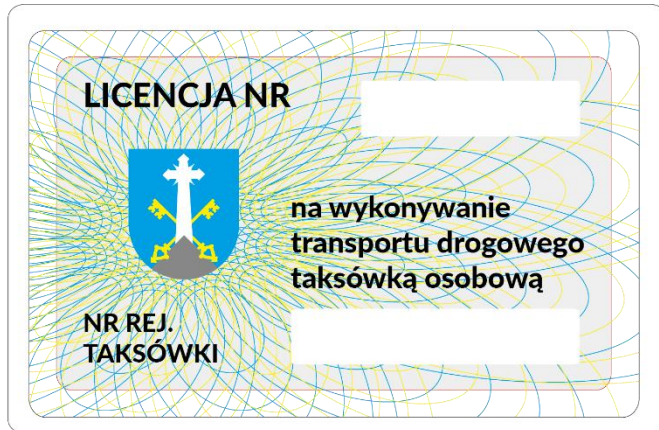 LICENCJA NR
na wykonywanie
transportu drogowego
taksówką osobową
NR REJ.
TAKSÓWKI